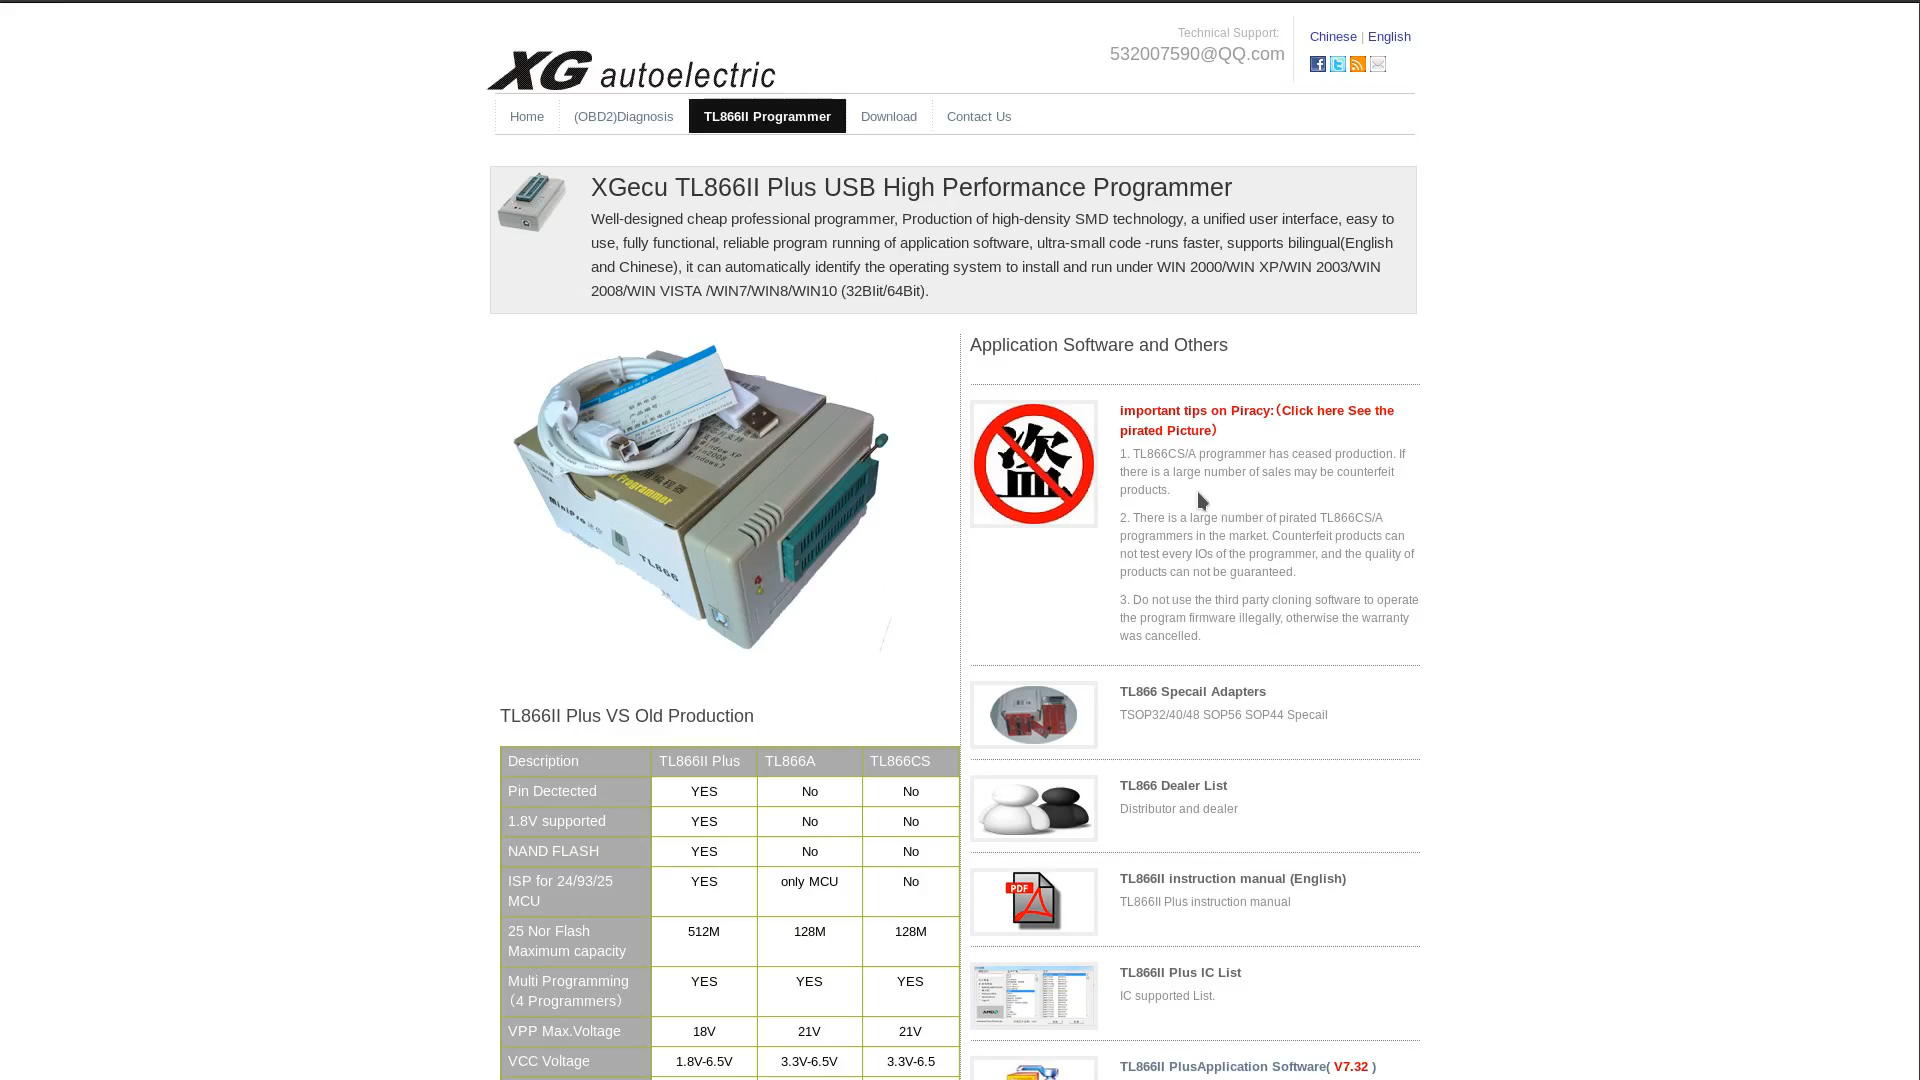 Technical Support:
532007590@QQ.com
Chinese | English
XG autoelectric
Home
(OBD2)Diagnosis
TL866II Programmer
Download
Contact Us
XGecu TL866II Plus USB High Performance Programmer
Well-designed cheap professional programmer, Production of high-density SMD technology, a unified user interface, easy to
use, fully functional, reliable program running of application software, ultra-small code -runs faster, supports bilingual(English
and Chinese), it can automatically identify the operating system to install and run under WIN 2000/WIN XP/WIN 2003/WIN
2008/WIN VISTA /WIN7/WIN8/WIN10 (32BIit/64Bit).
Programmer
MiniPro
TL866
TL866II Plus VS Old Production
Description TL866II Plus TL866A TL866CS
Pin Dectected YES No No
1.8V supported YES No No
NAND FLASH YES No No
ISP for 24/93/25 YES only MCU No
MCU
25 Nor Flash 512M 128M 128M
Maximum capacity
Multi Programming YES YES YES
（4 Programmers）
VPP Max.Voltage 18V 21V 21V
VCC Voltage 1.8V-6.5V 3.3V-6.5V 3.3V-6.5
Application Software and Others
盗
important tips on Piracy:（Click here See the
pirated Picture）
1. TL866CS/A programmer has ceased production. If
there is a large number of sales may be counterfeit
products.
2. There is a large number of pirated TL866CS/A
programmers in the market. Counterfeit products can
not test every IOs of the programmer, and the quality of
products can not be guaranteed.
3. Do not use the third party cloning software to operate
the program firmware illegally, otherwise the warranty
was cancelled.
TL866 Specail Adapters
TSOP32/40/48 SOP56 SOP44 Specail
TL866 Dealer List
Distributor and dealer
PDF
TL866II instruction manual (English)
TL866II Plus instruction manual
TL866II Plus IC List
IC supported List.
TL866II PlusApplication Software( V7.32 )